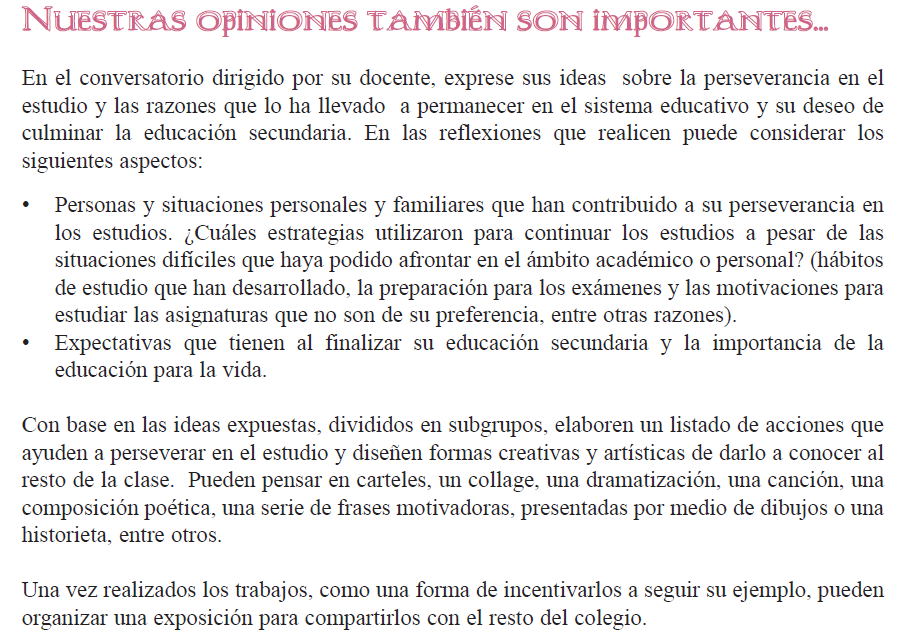 Nuestras opiniones también son importantes...
En el conversatorio dirigido por su docente, exprese sus ideas sobre la perseverancia en el
estudio y las razones que lo ha llevado a permanecer en el sistema educativo y su deseo de
culminar la educación secundaria. En las reflexiones que realicen puede considerar los
siguientes aspectos:
• Personas y situaciones personales y familiares que han contribuido a su perseverancia en
los estudios. ¿Cuáles estrategias utilizaron para continuar los estudios a pesar de las
situaciones difíciles que haya podido afrontar en el ámbito académico o personal? (hábitos
de estudio que han desarrollado, la preparación para los exámenes y las motivaciones para
estudiar las asignaturas que no son de su preferencia, entre otras razones).
• Expectativas que tienen al finalizar su educación secundaria y la importancia de la
educación para la vida.
Con base en las ideas expuestas, divididos en subgrupos, elaboren un listado de acciones que
ayuden a perseverar en el estudio y diseñen formas creativas y artísticas de darlo a conocer al
resto de la clase. Pueden pensar en carteles, un collage, una dramatización, una canción, una
composición poética, una serie de frases motivadoras, presentadas por medio de dibujos o una
historieta, entre otros.
Una vez realizados los trabajos, como una forma de incentivarlos a seguir su ejemplo, pueden
organizar una exposición para compartirlos con el resto del colegio.